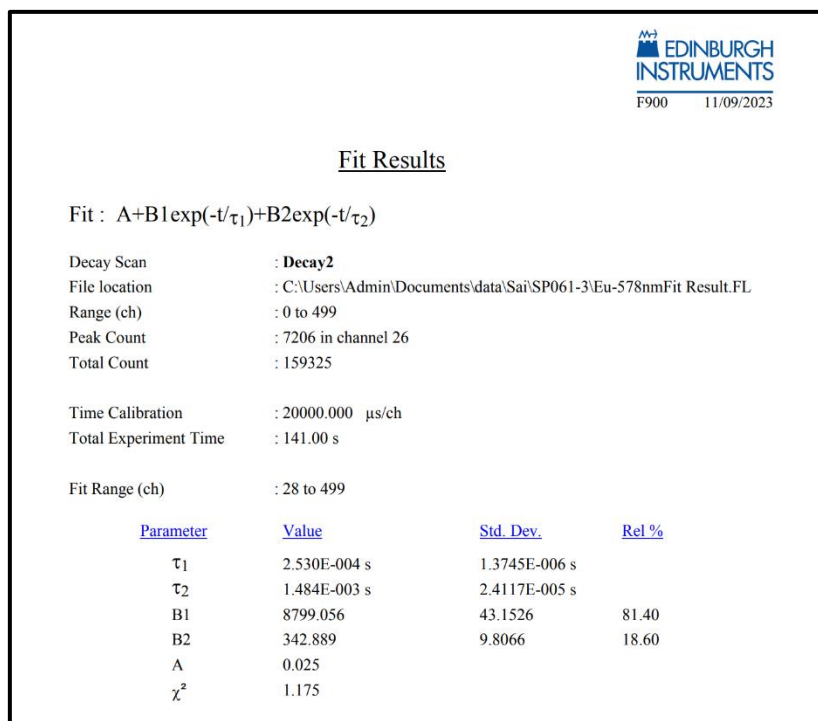 EDINBURGH
INSTRUMENTS
F900 11/09/2023
Fit Results
Fit : A+B1exp(-t/τ1)+B2exp(-t/τ2)
Decay Scan : Decay2
File location : C:\Users\Admin\Documents\data\Sai\SP061-3\Eu-578nmFit Result.FL
Range (ch) : 0 to 499
Peak Count : 7206 in channel 26
Total Count : 159325
Time Calibration : 20000.000 μs/ch
Total Experiment Time : 141.00 s
Fit Range (ch) : 28 to 499
Parameter Value Std. Dev. Rel %
τ1 2.530E-004 s 1.3745E-006 s
τ2 1.484E-003 s 2.4117E-005 s
B1 8799.056 43.1526 81.40
B2 342.889 9.8066 18.60
A 0.025
χ² 1.175